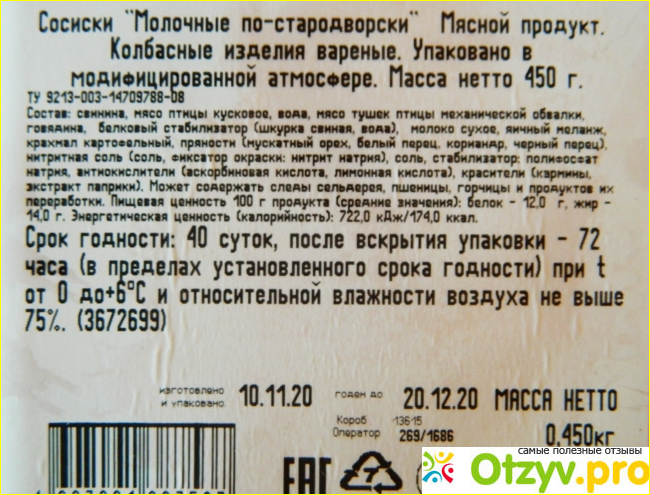 Сосиски "Молочные по-стародворски" Мясной продукт.
Колбасные изделия вареные. Упаковано в
модифицированной атмосфере. Масса нетто 450 г.
ТУ 9213-003-14709788-08
Состав: свинина, мясо птицы кусковое, вода, мясо тушек птицы механической обвалки,
говядина, белковый стабилизатор (шкурка свиная, вода), молоко сухое, яичный меланж,
крахмал картофельный, пряности (мускатный орех, белый перец, кориандр, черный перец),
нитритная соль (соль, фиксатор окраски: нитрит натрия), соль, стабилизатор: полифосфат
натрия, антиокислители (аскорбиновая кислота, лимонная кислота), красители (кармины,
экстракт паприки). Может содержать следы сельдерея, пшеницы, горчицы и продуктов их
переработки. Пищевая ценность 100 г продукта (средние значения): белок - 12,0 г, жир -
14,0 г. Энергетическая ценность (калорийность): 722,0 кДж/174,0 ккал.
Срок годности: 40 суток, после вскрытия упаковки - 72
часа (в пределах установленного срока годности) при t
от 0 до+6°С и относительной влажности воздуха не выше
75%. (3672699)
изготовлено
и упаковано
10.11.20
годен до
20.12.20
МАССА НЕТТО
Короб 13615
Оператор 269/1686
0,450кг
EAC
7
самые полезные отзывы
Otzyv.pro